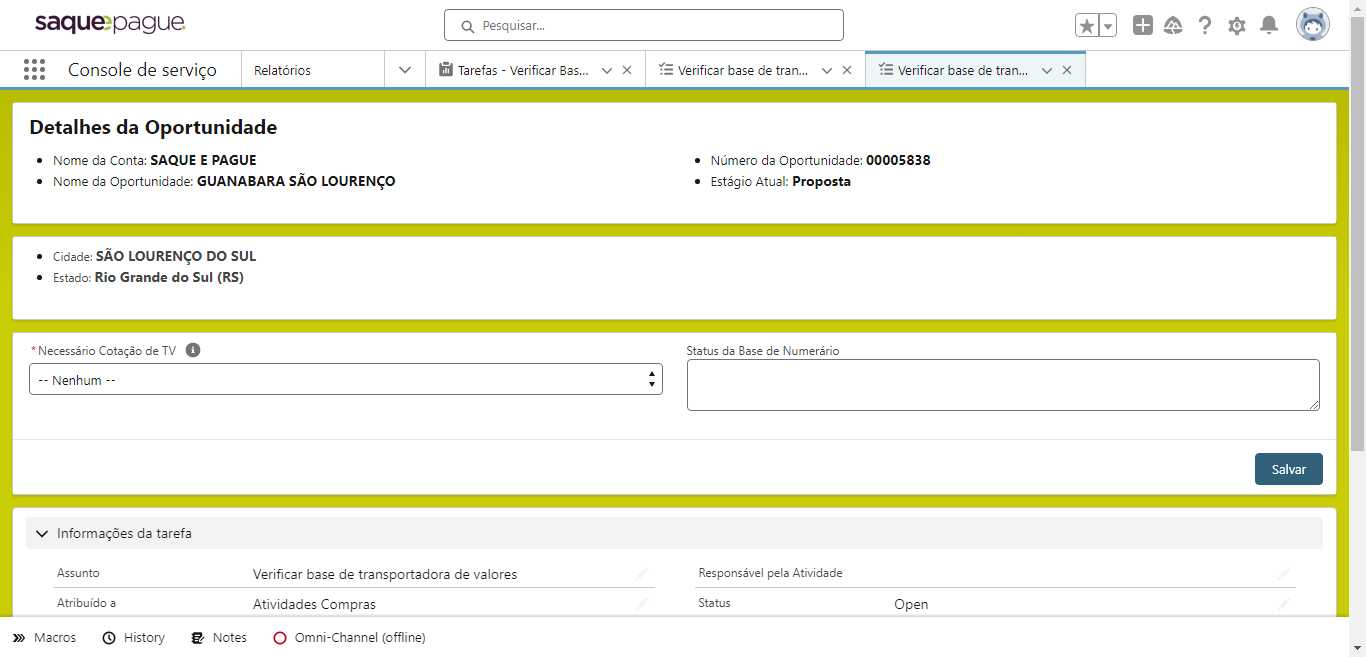 saque e pague
Pesquisar...
Console de serviço
Relatórios
Tarefas - Verificar Bas...
Verificar base de tran...
Verificar base de tran...
Detalhes da Oportunidade
Nome da Conta: SAQUE E PAGUE
Nome da Oportunidade: GUANABARA SÃO LOURENÇO
Número da Oportunidade: 00005838
Estágio Atual: Proposta
Cidade: SÃO LOURENÇO DO SUL
Estado: Rio Grande do Sul (RS)
*Necessário Cotação de TV
-- Nenhum --
Status da Base de Numerário
Salvar
Informações da tarefa
Assunto
Verificar base de transportadora de valores
Responsável pela Atividade
Atribuído a
Atividades Compras
Status
Open
Macros
History
Notes
Omni-Channel (offline)